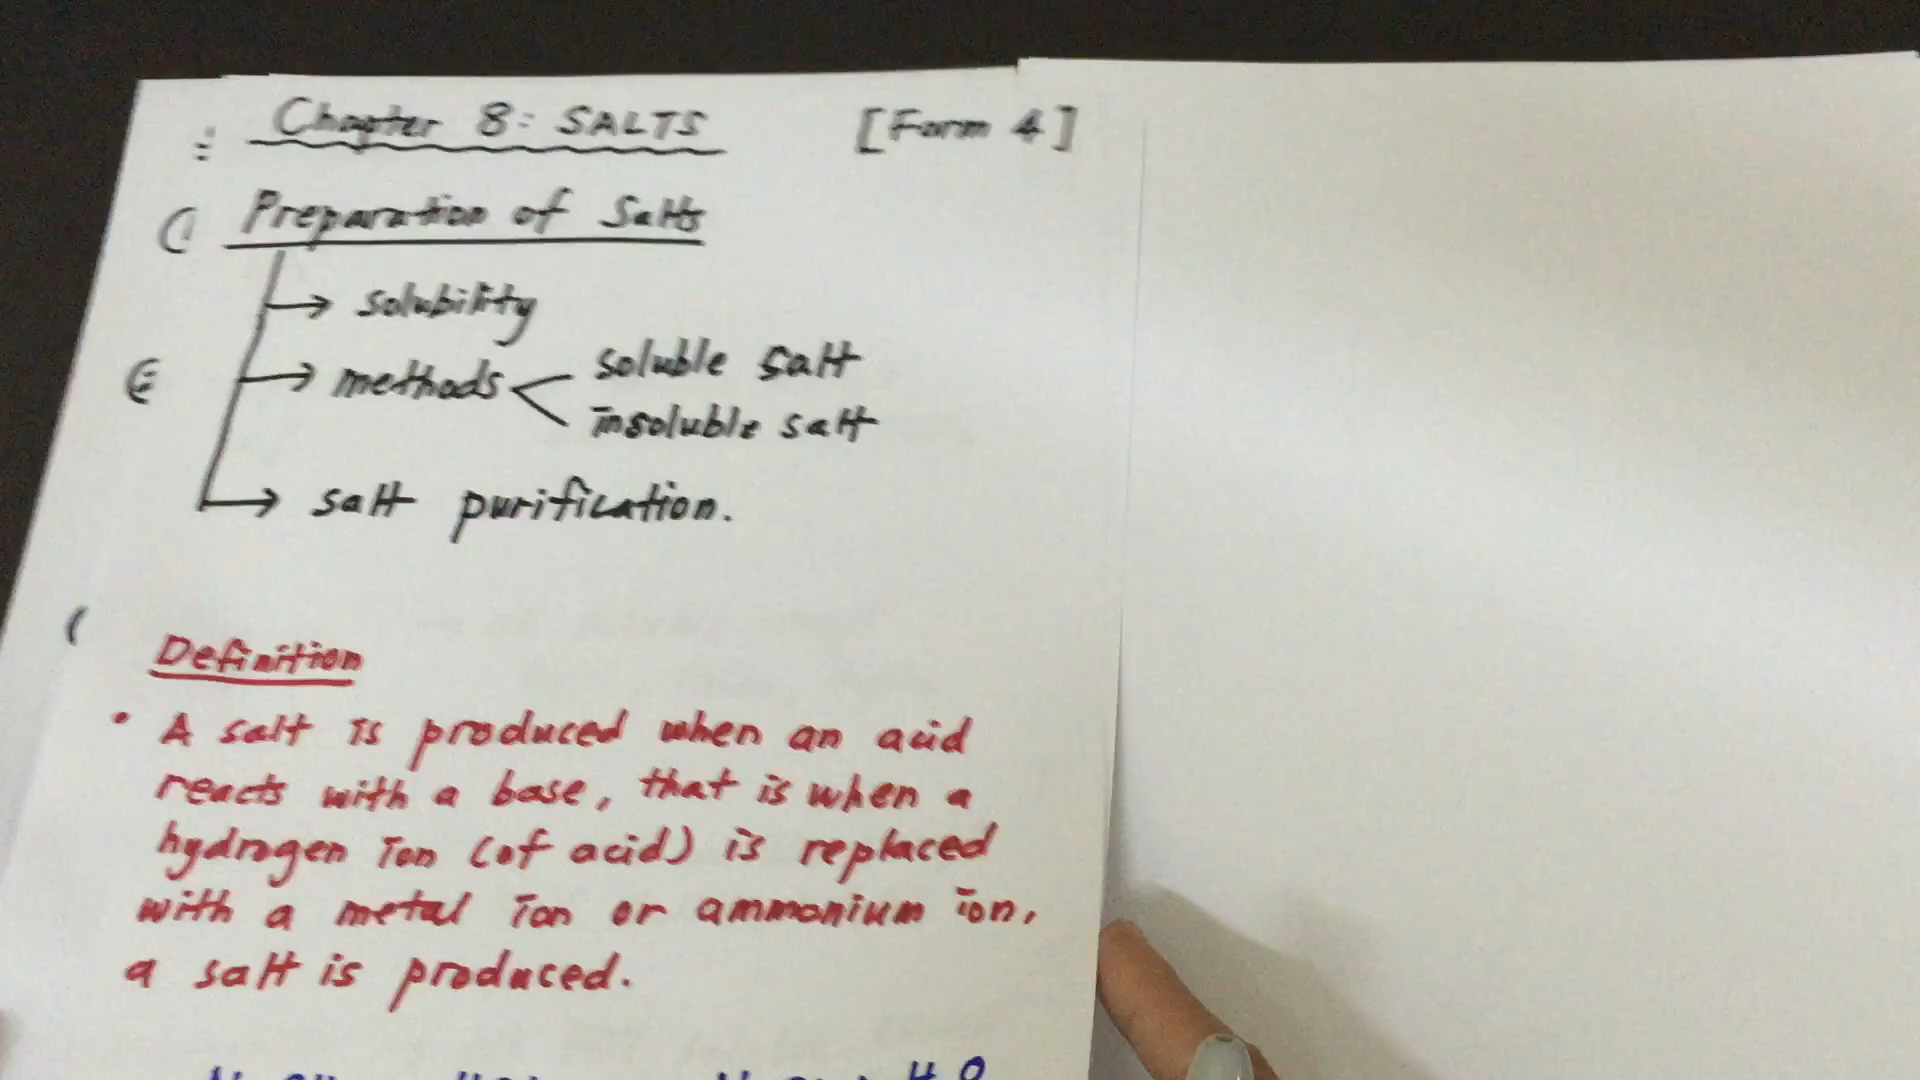 Chapter 8: SALTS [Form 4]
Preparation of Salts
→ solubility
→ methods < soluble salt
insoluble salt
→ salt purification.
Definition
• A salt is produced when an acid
reacts with a base, that is when a
hydrogen ion (of acid) is replaced
with a metal ion or ammonium ion,
a salt is produced.